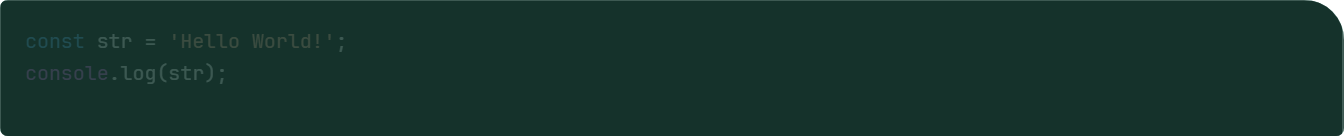 const str = 'Hello World!';
console.log(str);